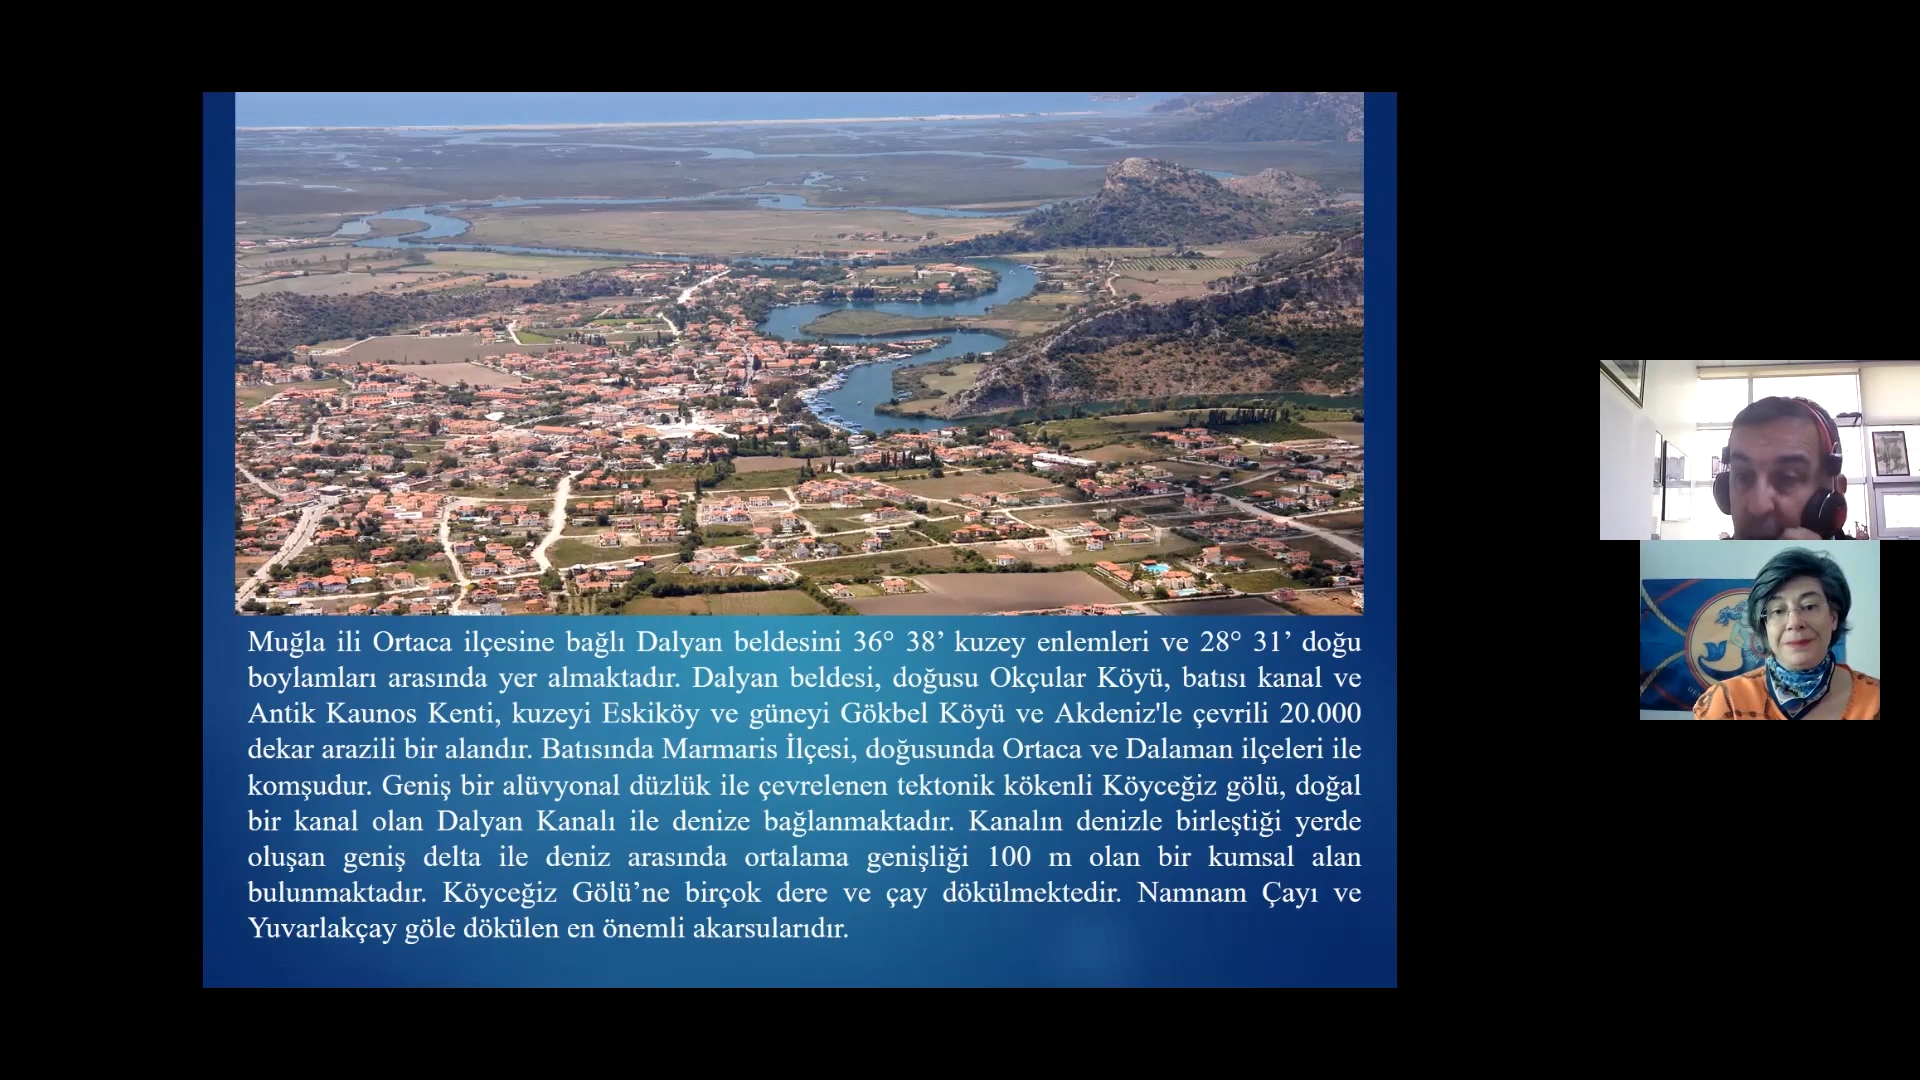 Muğla ili Ortaca ilçesine bağlı Dalyan beldesini 36° 38’ kuzey enlemleri ve 28° 31’ doğu
boylamları arasında yer almaktadır. Dalyan beldesi, doğusu Okçular Köyü, batısı kanal ve
Antik Kaunos Kenti, kuzeyi Eskiköy ve güneyi Gökbel Köyü ve Akdeniz'le çevrili 20.000
dekar arazili bir alandır. Batısında Marmaris İlçesi, doğusunda Ortaca ve Dalaman ilçeleri ile
komşudur. Geniş bir alüvyonal düzlük ile çevrelenen tektonik kökenli Köyceğiz gölü, doğal
bir kanal olan Dalyan Kanalı ile denize bağlanmaktadır. Kanalın denizle birleştiği yerde
oluşan geniş delta ile deniz arasında ortalama genişliği 100 m olan bir kumsal alan
bulunmaktadır. Köyceğiz Gölü’ne birçok dere ve çay dökülmektedir. Namnam Çayı ve
Yuvarlakçay göle dökülen en önemli akarsularıdır.